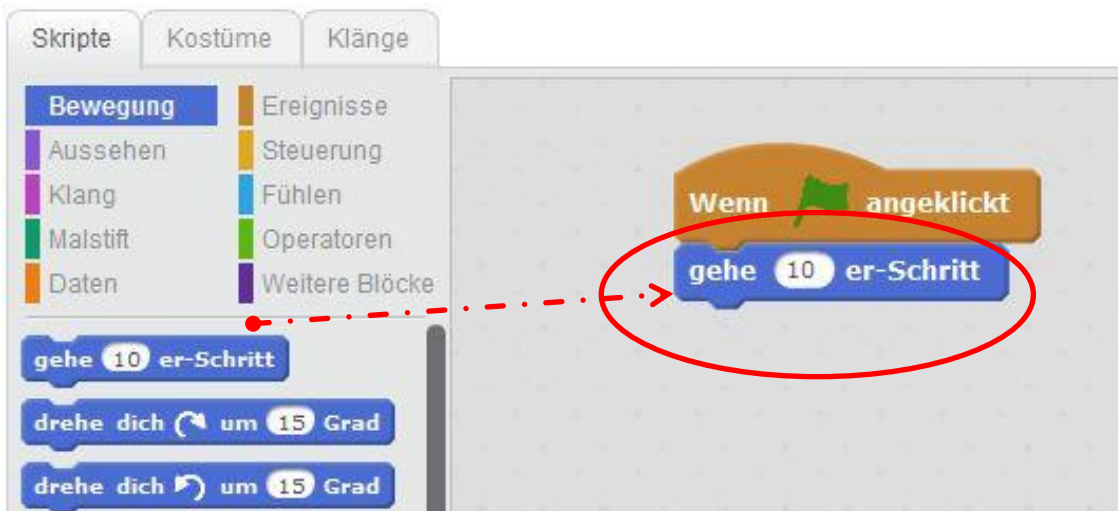 Skripte Kostüme Klänge
Bewegung Ereignisse
Aussehen Steuerung
Klang Fühlen
Malstift Operatoren
Daten Weitere Blöcke
gehe 10 er-Schritt
drehe dich um 15 Grad
drehe dich um 15 Grad
Wenn angeklickt
gehe 10 er-Schritt